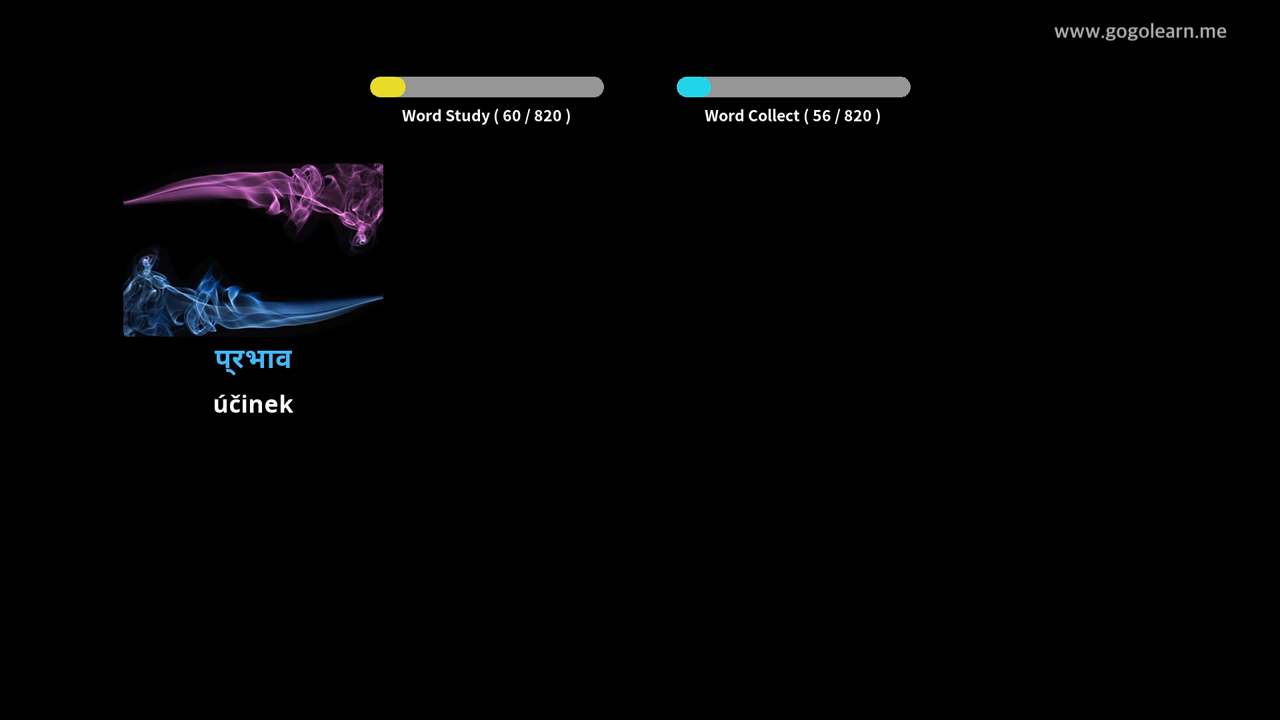 www.gogolearn.me
Word Study ( 60 / 820 )
Word Collect ( 56 / 820 )
प्रभाव
účinek